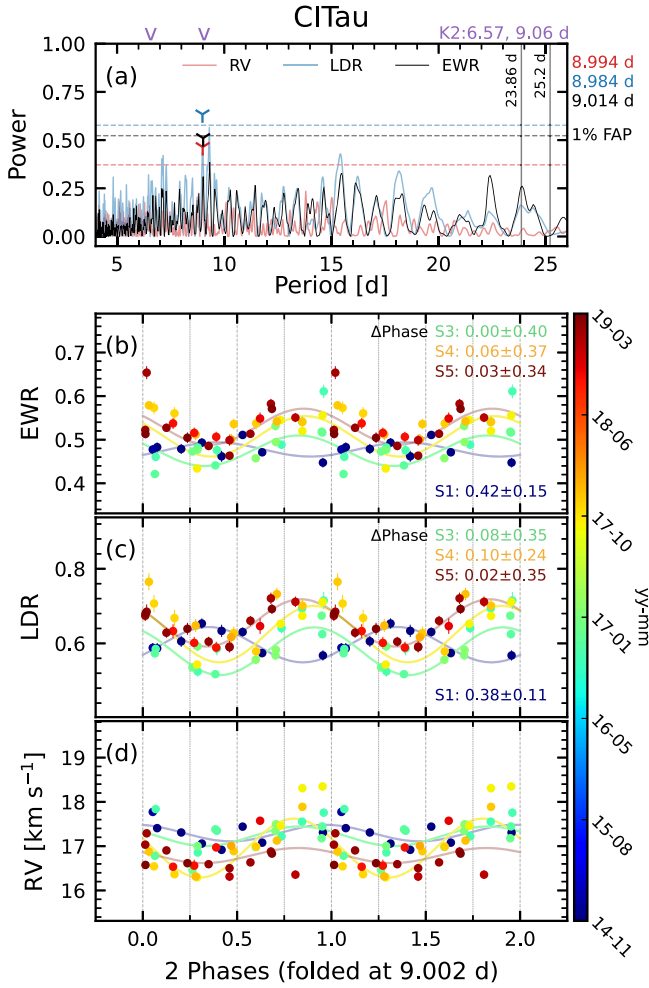 CITau
K2:6.57, 9.06 d
(a)
RV
LDR
EWR
23.86 d
25.2 d
8.994 d
8.984 d
9.014 d
1% FAP
Power
1.00
0.75
0.50
0.25
0.00
5 10 15 20 25
Period [d]
(b)
ΔPhase S3: 0.00±0.40
S4: 0.06±0.37
S5: 0.03±0.34
S1: 0.42±0.15
EWR
0.7
0.6
0.5
0.4
(c)
ΔPhase S3: 0.08±0.35
S4: 0.10±0.24
S5: 0.02±0.35
S1: 0.38±0.11
LDR
0.8
0.6
(d)
RV [km s⁻¹]
19
18
17
16
0.0 0.5 1.0 1.5 2.0
2 Phases (folded at 9.002 d)
19-03
18-06
17-10
17-01
16-05
15-08
14-11
yy-mm